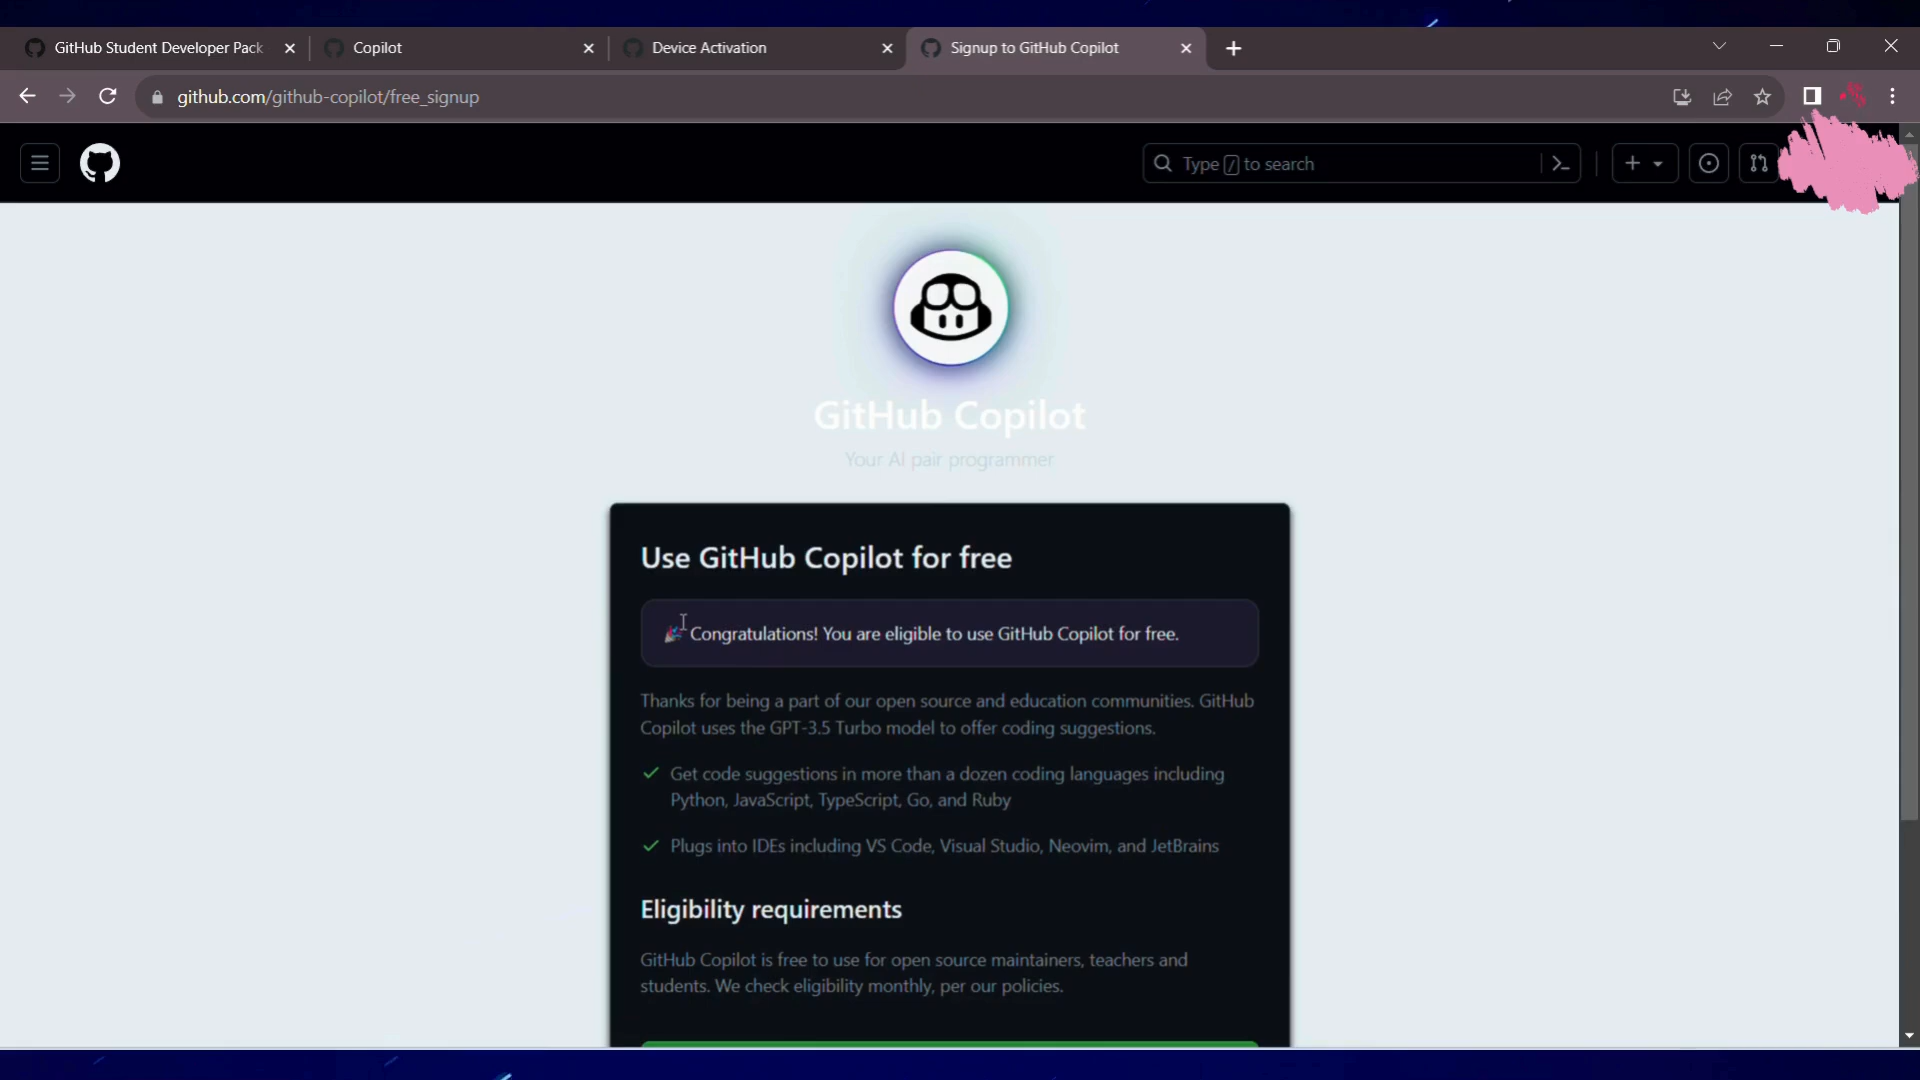 GitHub Student Developer Pack
Copilot
Device Activation
Signup to GitHub Copilot
github.com/github-copilot/free_signup
Type / to search
GitHub Copilot
Your AI pair programmer
Use GitHub Copilot for free
🎉 Congratulations! You are eligible to use GitHub Copilot for free.
Thanks for being a part of our open source and education communities. GitHub
Copilot uses the GPT-3.5 Turbo model to offer coding suggestions.
Get code suggestions in more than a dozen coding languages including
Python, JavaScript, TypeScript, Go, and Ruby
Plugs into IDEs including VS Code, Visual Studio, Neovim, and JetBrains
Eligibility requirements
GitHub Copilot is free to use for open source maintainers, teachers and
students. We check eligibility monthly, per our policies.